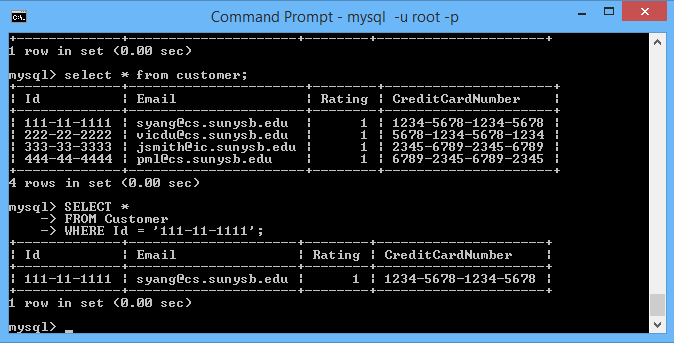 Command Prompt - mysql -u root -p
C:\.
+-------------+--------------------+--------+---------------------+
1 row in set (0.00 sec)
mysql> select * from customer;
+-------------+----------------------+--------+---------------------+
¦ Id ¦ Email ¦ Rating ¦ CreditCardNumber ¦
+-------------+----------------------+--------+---------------------+
¦ 111-11-1111 ¦ syang@cs.sunysb.edu ¦ 1 ¦ 1234-5678-1234-5678 ¦
¦ 222-22-2222 ¦ vicdu@cs.sunysb.edu ¦ 1 ¦ 5678-1234-5678-1234 ¦
¦ 333-33-3333 ¦ jsmith@ic.sunysb.edu ¦ 1 ¦ 2345-6789-2345-6789 ¦
¦ 444-44-4444 ¦ pml@cs.sunysb.edu ¦ 1 ¦ 6789-2345-6789-2345 ¦
+-------------+----------------------+--------+---------------------+
4 rows in set (0.00 sec)
mysql> SELECT *
-> FROM Customer
-> WHERE Id = '111-11-1111';
+-------------+---------------------+--------+---------------------+
¦ Id ¦ Email ¦ Rating ¦ CreditCardNumber ¦
+-------------+---------------------+--------+---------------------+
¦ 111-11-1111 ¦ syang@cs.sunysb.edu ¦ 1 ¦ 1234-5678-1234-5678 ¦
+-------------+---------------------+--------+---------------------+
1 row in set (0.00 sec)
mysql> _